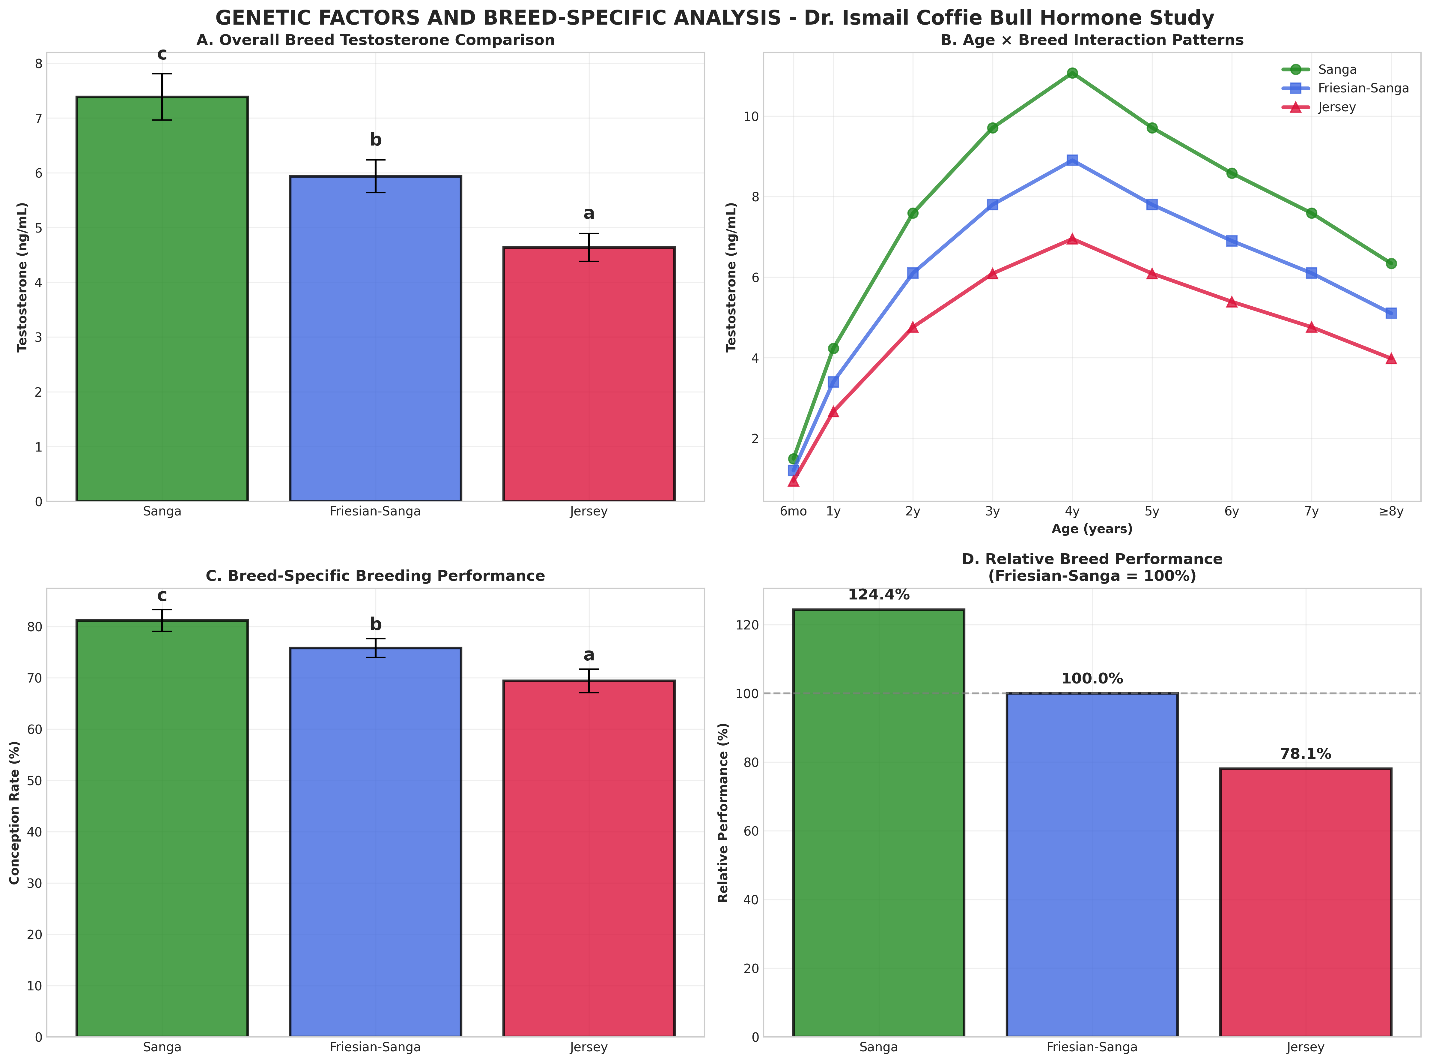 GENETIC FACTORS AND BREED-SPECIFIC ANALYSIS - Dr. Ismail Coffie Bull Hormone Study
A. Overall Breed Testosterone Comparison
Testosterone (ng/mL)
8
7
6
5
4
3
2
1
0
c
b
a
Sanga
Friesian-Sanga
Jersey
B. Age × Breed Interaction Patterns
Testosterone (ng/mL)
10
8
6
4
2
Sanga
Friesian-Sanga
Jersey
6mo
1y
2y
3y
4y
5y
6y
7y
≥8y
Age (years)
C. Breed-Specific Breeding Performance
Conception Rate (%)
80
70
60
50
40
30
20
10
0
c
b
a
Sanga
Friesian-Sanga
Jersey
D. Relative Breed Performance
(Friesian-Sanga = 100%)
Relative Performance (%)
120
100
80
60
40
20
0
124.4%
100.0%
78.1%
Sanga
Friesian-Sanga
Jersey